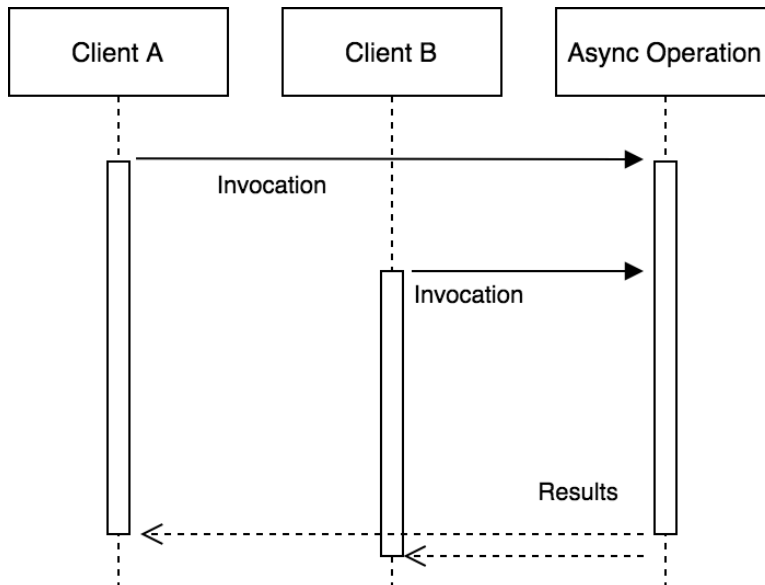 Client A
Client B
Async Operation
Invocation
Invocation
Results